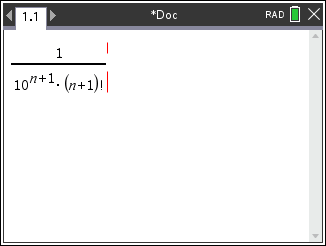 1.1 *Doc RAD
1
10^(n+1) · (n+1)!